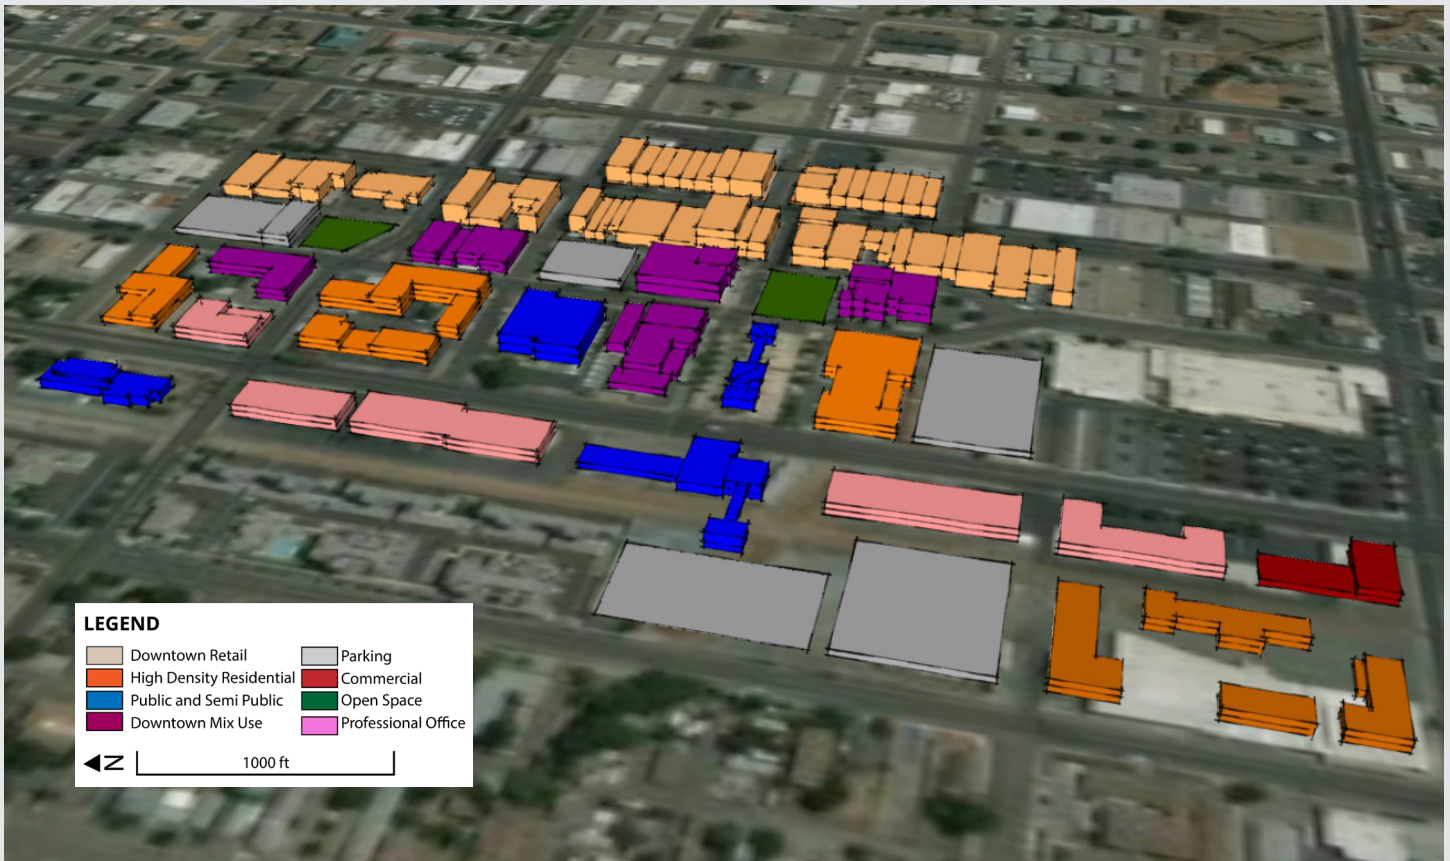 LEGEND
Downtown Retail
High Density Residential
Public and Semi Public
Downtown Mix Use
Parking
Commercial
Open Space
Professional Office
N
1000 ft